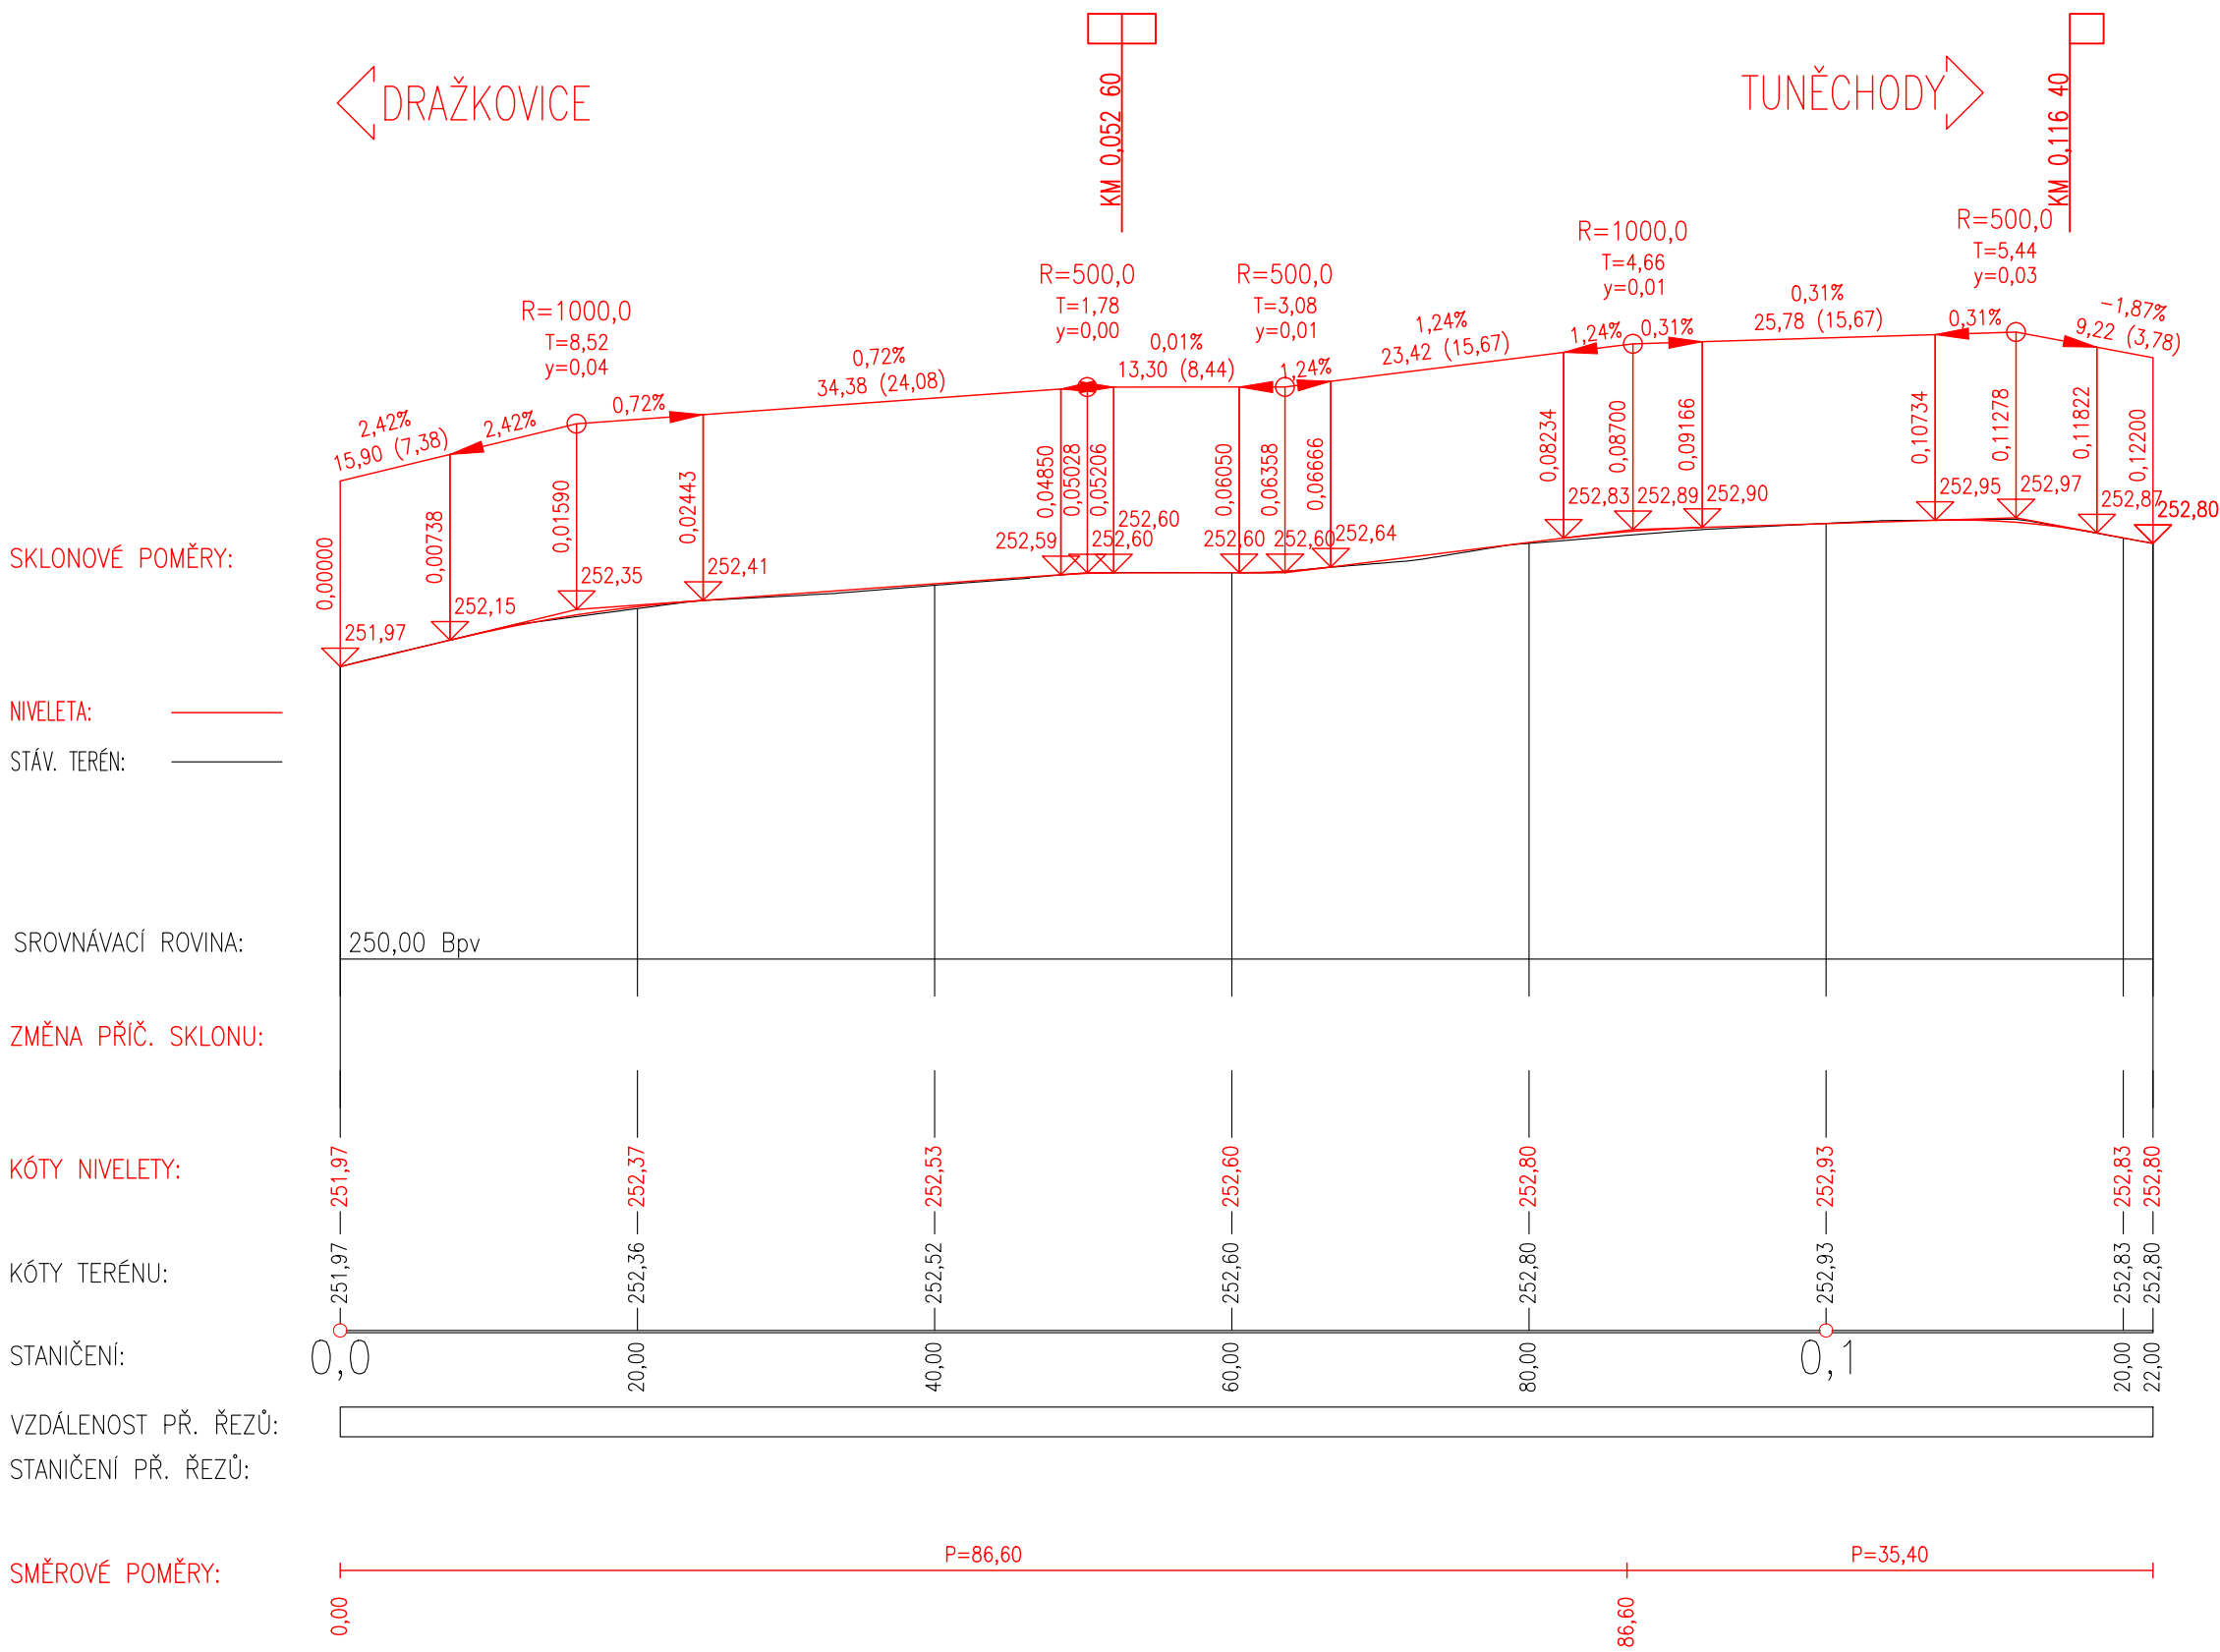 DRAŽKOVICE
TUNĚCHODY
KM 0,052 60
KM 0,116 40
R=1000,0
T=8,52
y=0,04
R=500,0
T=1,78
y=0,00
R=500,0
T=3,08
y=0,01
R=1000,0
T=4,66
y=0,01
R=500,0
T=5,44
y=0,03
2,42%
15,90 (7,38)
2,42%
0,72%
0,72%
34,38 (24,08)
0,01%
13,30 (8,44)
1,24%
1,24%
23,42 (15,67)
1,24%
0,31%
0,31%
25,78 (15,67)
0,31%
-1,87%
9,22 (3,78)
SKLONOVÉ POMĚRY:
0,00000
0,00738
0,01590
0,02443
0,04850
0,05028
0,05206
0,06050
0,06358
0,06666
0,08234
0,08700
0,09166
0,10734
0,11278
0,11822
0,12200
251,97
252,15
252,35
252,41
252,59
252,60
252,60
252,60
252,60
252,64
252,83
252,89
252,90
252,95
252,97
252,87
252,80
NIVELETA:
STÁV. TERÉN:
SROVNÁVACÍ ROVINA:
250,00 Bpv
ZMĚNA PŘÍČ. SKLONU:
KÓTY NIVELETY:
251,97
252,37
252,53
252,60
252,80
252,93
252,83
252,80
KÓTY TERÉNU:
251,97
252,36
252,52
252,60
252,80
252,93
252,83
252,80
STANIČENÍ:
0,0
20,00
40,00
60,00
80,00
0,1
20,00
22,00
VZDÁLENOST PŘ. ŘEZŮ:
STANIČENÍ PŘ. ŘEZŮ:
SMĚROVÉ POMĚRY:
P=86,60
P=35,40
0,00
86,60